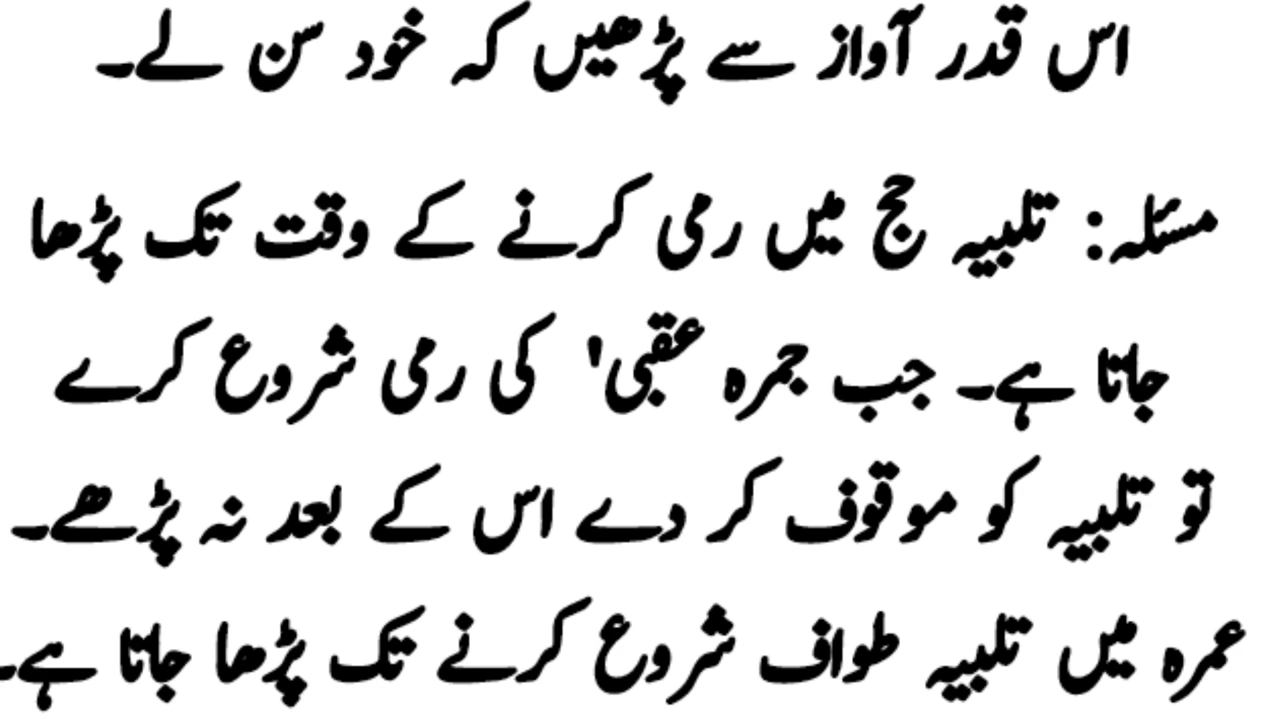 اس قدر آواز سے پڑھیں کہ خود سن لے۔
مسئلہ: تلبیہ حج میں رمی کرنے کے وقت تک پڑھا
جاتا ہے۔ جب جمرہ عقبی' کی رمی شروع کرے
تو تلبیہ کو موقوف کر دے اس کے بعد نہ پڑھے۔
عمرہ میں تلبیہ طواف شروع کرنے تک پڑھا جاتا ہے۔